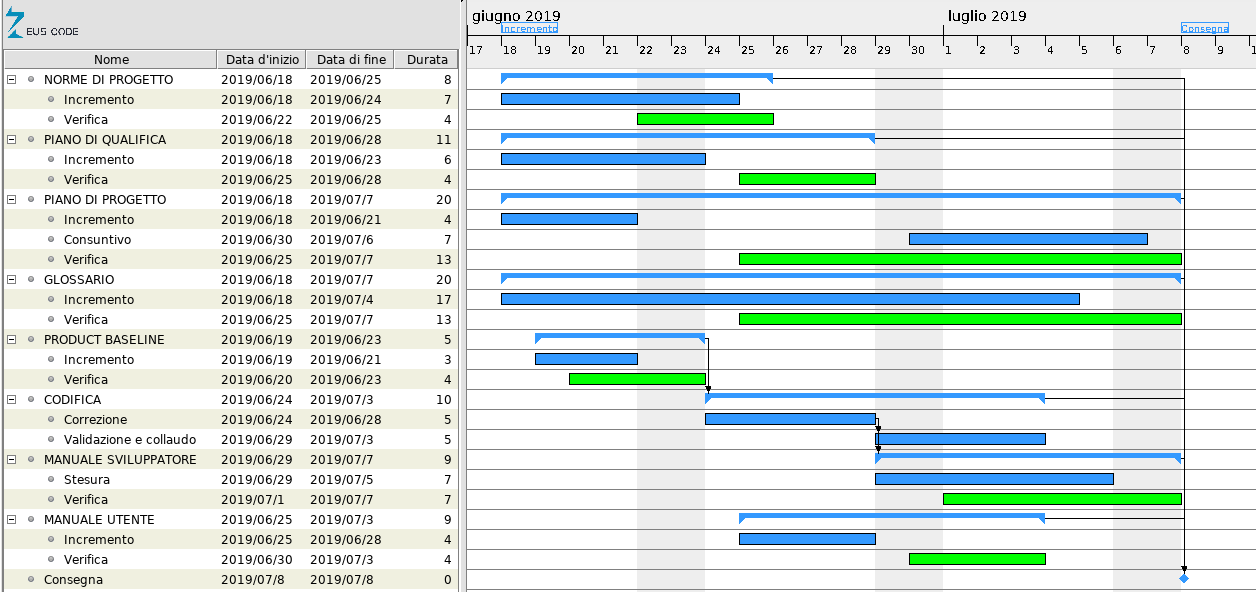 ZEUS CODE
giugno 2019 luglio 2019
Incremento Consegna
17 18 19 20 21 22 23 24 25 26 27 28 29 30 1 2 3 4 5 6 7 8 9 1
Nome Data d'inizio Data di fine Durata
NORME DI PROGETTO 2019/06/18 2019/06/25 8
Incremento 2019/06/18 2019/06/24 7
Verifica 2019/06/22 2019/06/25 4
PIANO DI QUALIFICA 2019/06/18 2019/06/28 11
Incremento 2019/06/18 2019/06/23 6
Verifica 2019/06/25 2019/06/28 4
PIANO DI PROGETTO 2019/06/18 2019/07/7 20
Incremento 2019/06/18 2019/06/21 4
Consuntivo 2019/06/30 2019/07/6 7
Verifica 2019/06/25 2019/07/7 13
GLOSSARIO 2019/06/18 2019/07/7 20
Incremento 2019/06/18 2019/07/4 17
Verifica 2019/06/25 2019/07/7 13
PRODUCT BASELINE 2019/06/19 2019/06/23 5
Incremento 2019/06/19 2019/06/21 3
Verifica 2019/06/20 2019/06/23 4
CODIFICA 2019/06/24 2019/07/3 10
Correzione 2019/06/24 2019/06/28 5
Validazione e collaudo 2019/06/29 2019/07/3 5
MANUALE SVILUPPATORE 2019/06/29 2019/07/7 9
Stesura 2019/06/29 2019/07/5 7
Verifica 2019/07/1 2019/07/7 7
MANUALE UTENTE 2019/06/25 2019/07/3 9
Incremento 2019/06/25 2019/06/28 4
Verifica 2019/06/30 2019/07/3 4
Consegna 2019/07/8 2019/07/8 0